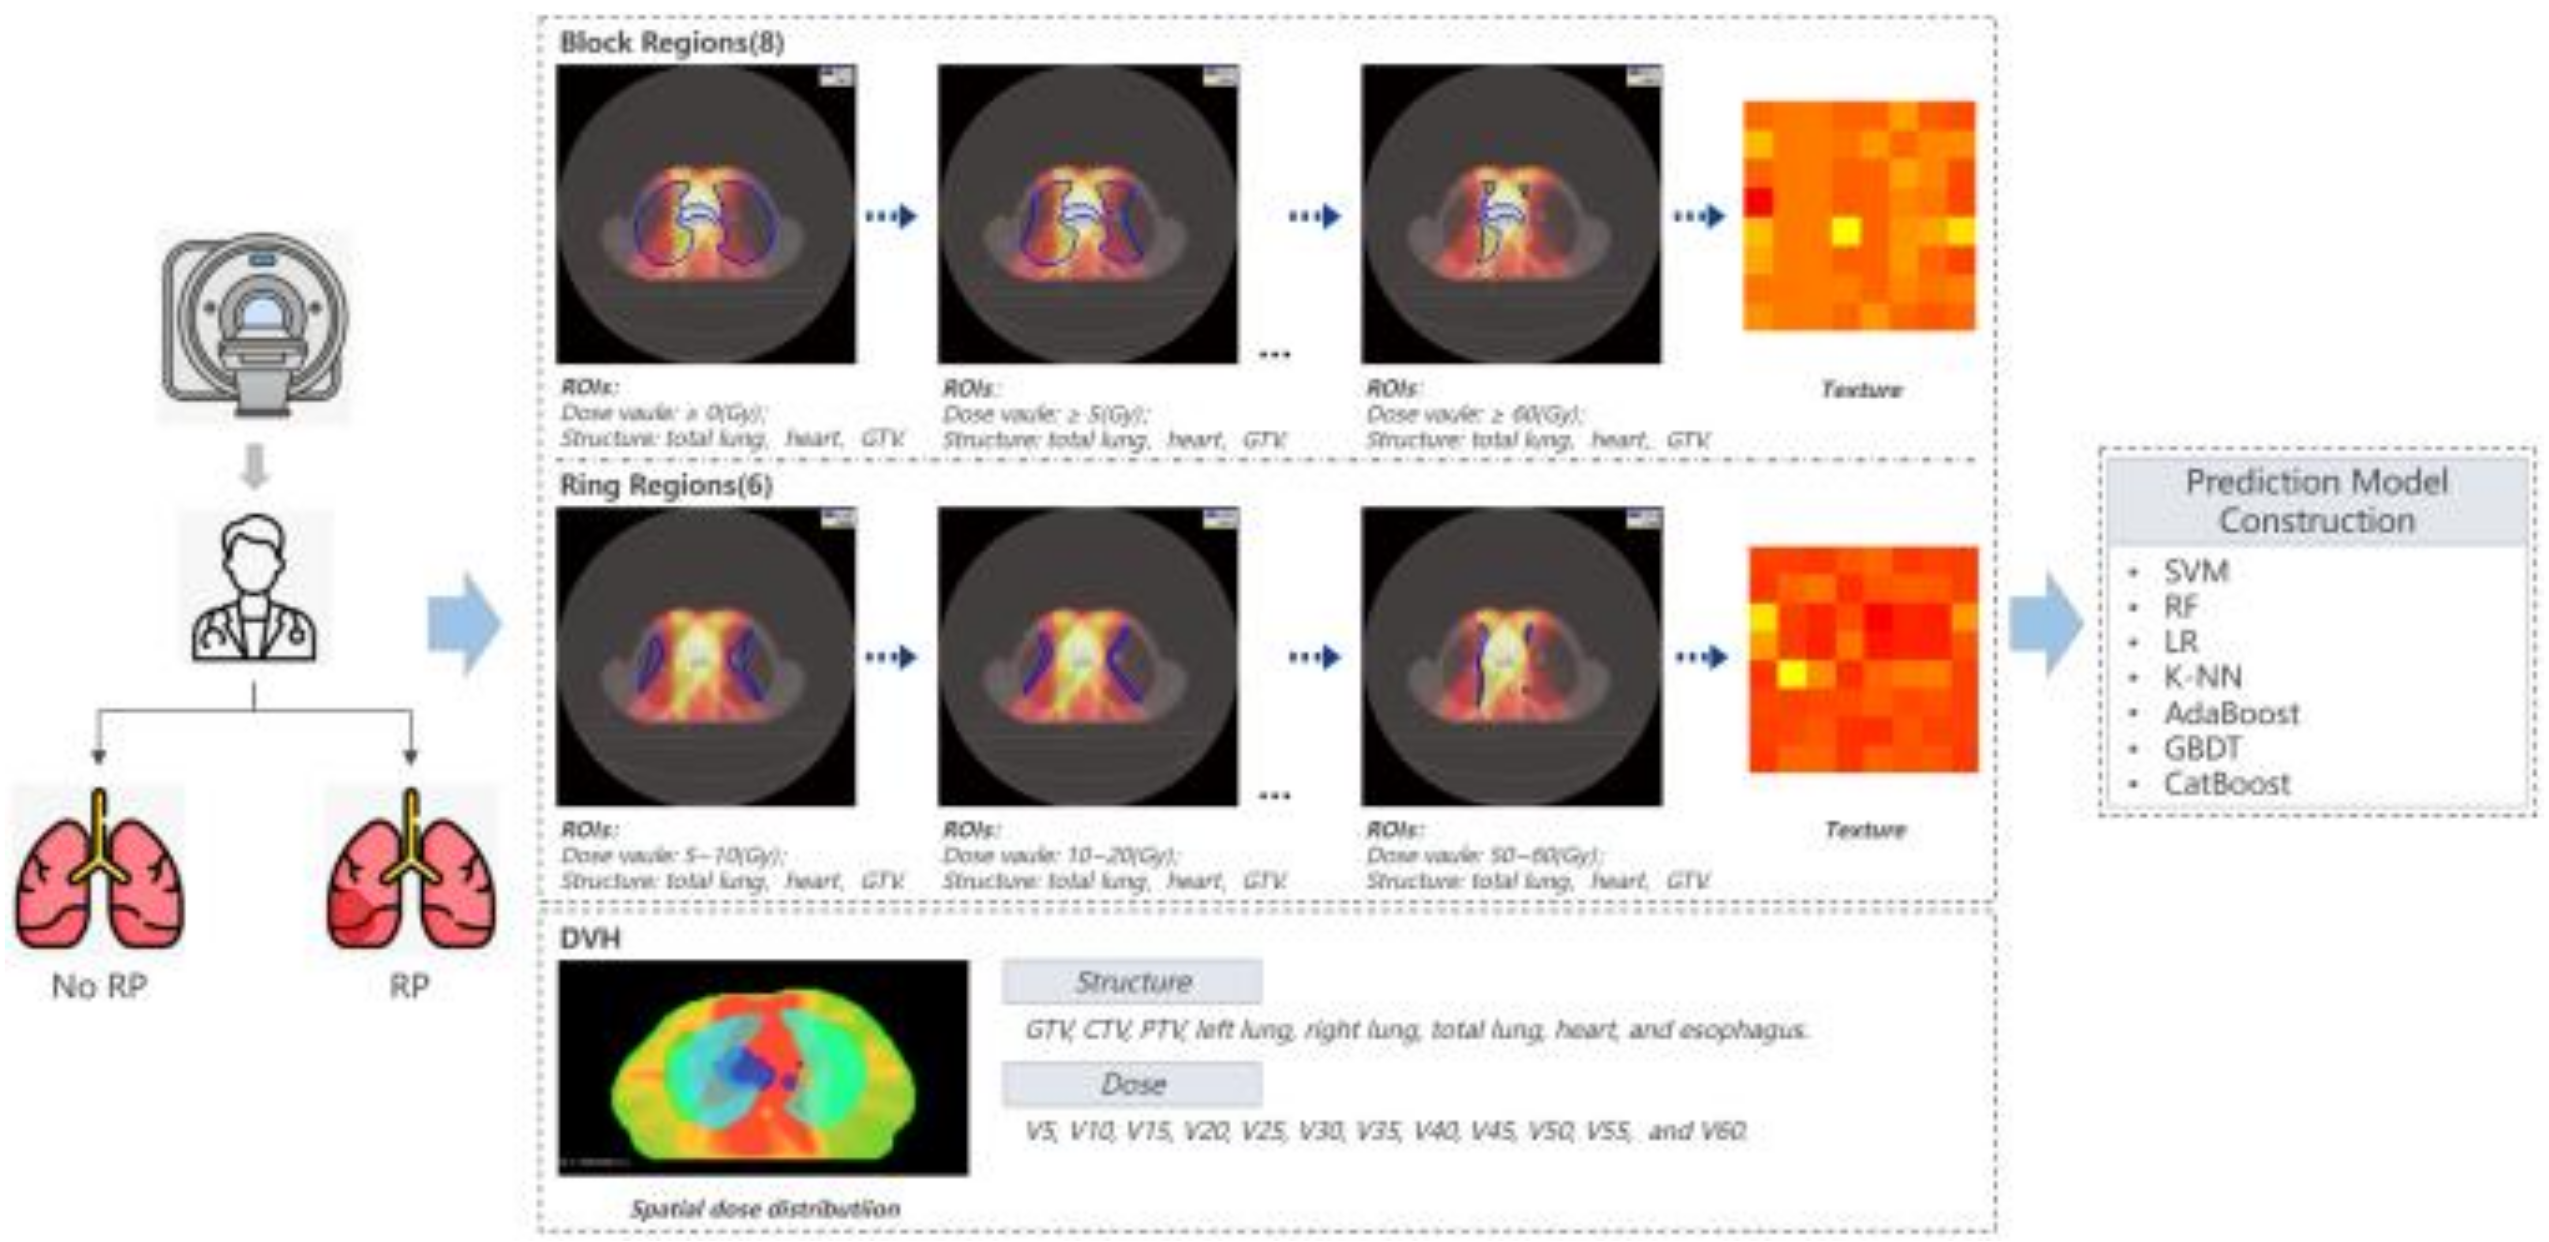 Block Regions(8)
ROIs:
Dose vaule: ≥ 0(Gy);
Structure: total lung, heart, GTV.
ROIs:
Dose vaule: ≥ 5(Gy);
Structure: total lung, heart, GTV.
...
ROIs:
Dose vaule: ≥ 60(Gy);
Structure: total lung, heart, GTV.
Texture
Ring Regions(6)
ROIs:
Dose vaule: 5~10(Gy);
Structure: total lung, heart, GTV.
ROIs:
Dose vaule: 10~20(Gy);
Structure: total lung, heart, GTV.
...
ROIs:
Dose vaule: 50~60(Gy);
Structure: total lung, heart, GTV.
Texture
No RP
RP
DVH
Spatial dose distributiion
Structure
GTV, CTV, PTV, left lung, right lung, total lung, heart, and esophagus.
Dose
V5, V10, V15, V20, V25, V30, V35, V40, V45, V50, V55, and V60.
Prediction Model
Construction
• SVM
• RF
• LR
• K-NN
• AdaBoost
• GBDT
• CatBoost